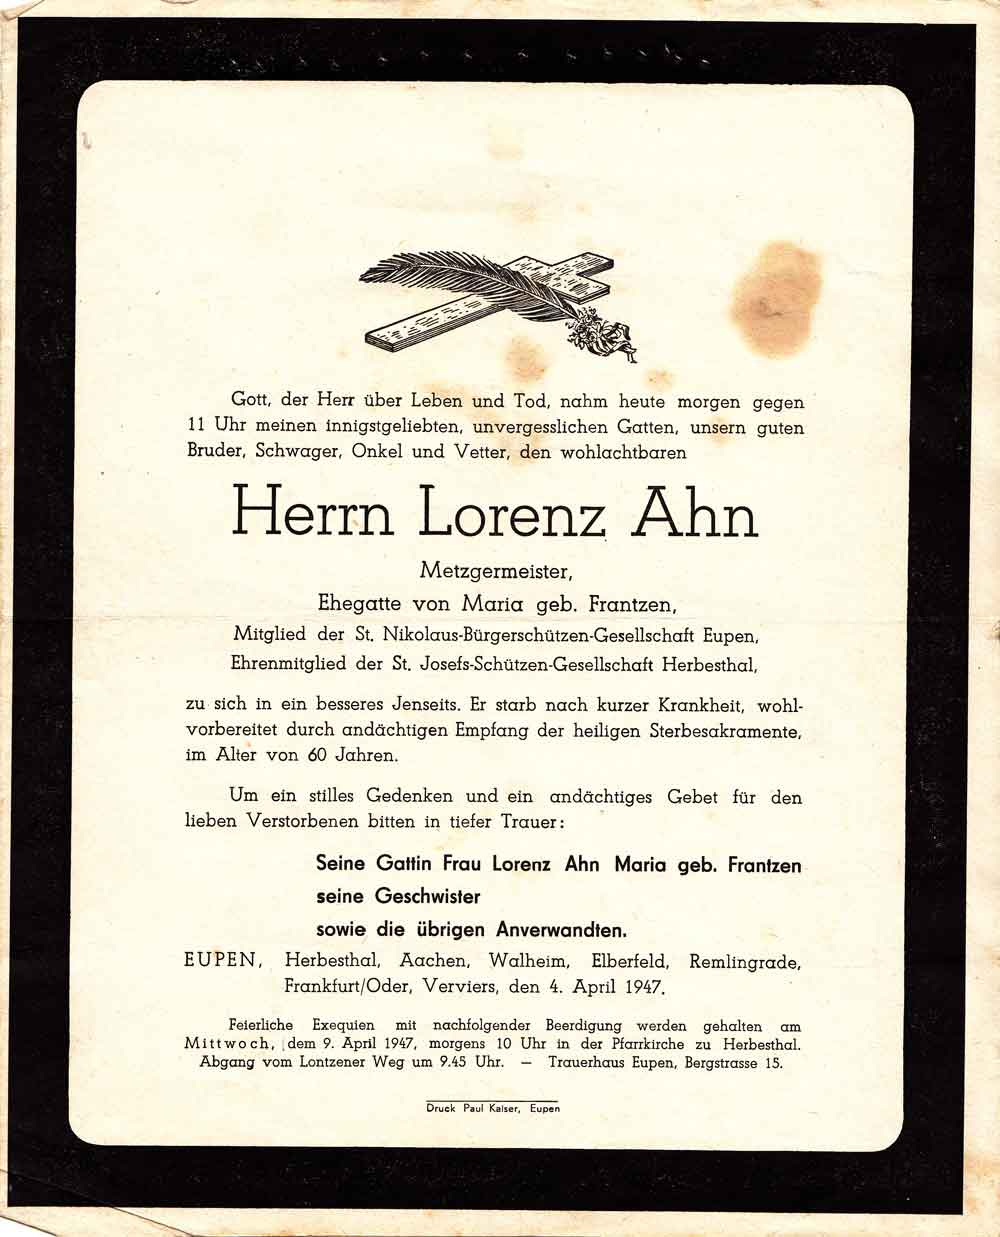 Gott, der Herr über Leben und Tod, nahm heute morgen gegen
11 Uhr meinen innigstgeliebten, unvergesslichen Gatten, unsern guten
Bruder, Schwager, Onkel und Vetter, den wohlachtbaren
Herrn Lorenz Ahn
Metzgermeister,
Ehegatte von Maria geb. Frantzen,
Mitglied der St. Nikolaus-Bürgerschützen-Gesellschaft Eupen,
Ehrenmitglied der St. Josefs-Schützen-Gesellschaft Herbesthal,
zu sich in ein besseres Jenseits. Er starb nach kurzer Krankheit, wohl-
vorbereitet durch andächtigen Empfang der heiligen Sterbesakramente,
im Alter von 60 Jahren.
Um ein stilles Gedenken und ein andächtiges Gebet für den
lieben Verstorbenen bitten in tiefer Trauer:
Seine Gattin Frau Lorenz Ahn Maria geb. Frantzen
seine Geschwister
sowie die übrigen Anverwandten.
EUPEN, Herbesthal, Aachen, Walheim, Elberfeld, Remlingrade,
Frankfurt/Oder, Verviers, den 4. April 1947.
Feierliche Exequien mit nachfolgender Beerdigung werden gehalten am
Mittwoch, dem 9. April 1947, morgens 10 Uhr in der Pfarrkirche zu Herbesthal.
Abgang vom Lontzener Weg um 9.45 Uhr. — Trauerhaus Eupen, Bergstrasse 15.
Druck Paul Kaiser, Eupen